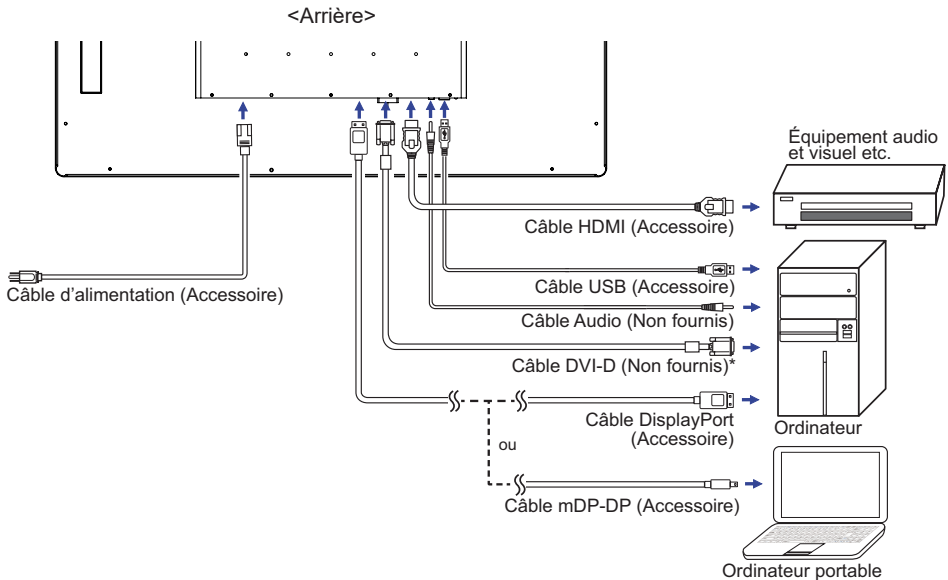 <Arrière>
Équipement audio
et visuel etc.
Câble HDMI (Accessoire)
Câble USB (Accessoire)
Câble d’alimentation (Accessoire)
Câble Audio (Non fournis)
Câble DVI-D (Non fournis)*
Câble DisplayPort
(Accessoire)
Ordinateur
ou
Câble mDP-DP (Accessoire)
Ordinateur portable